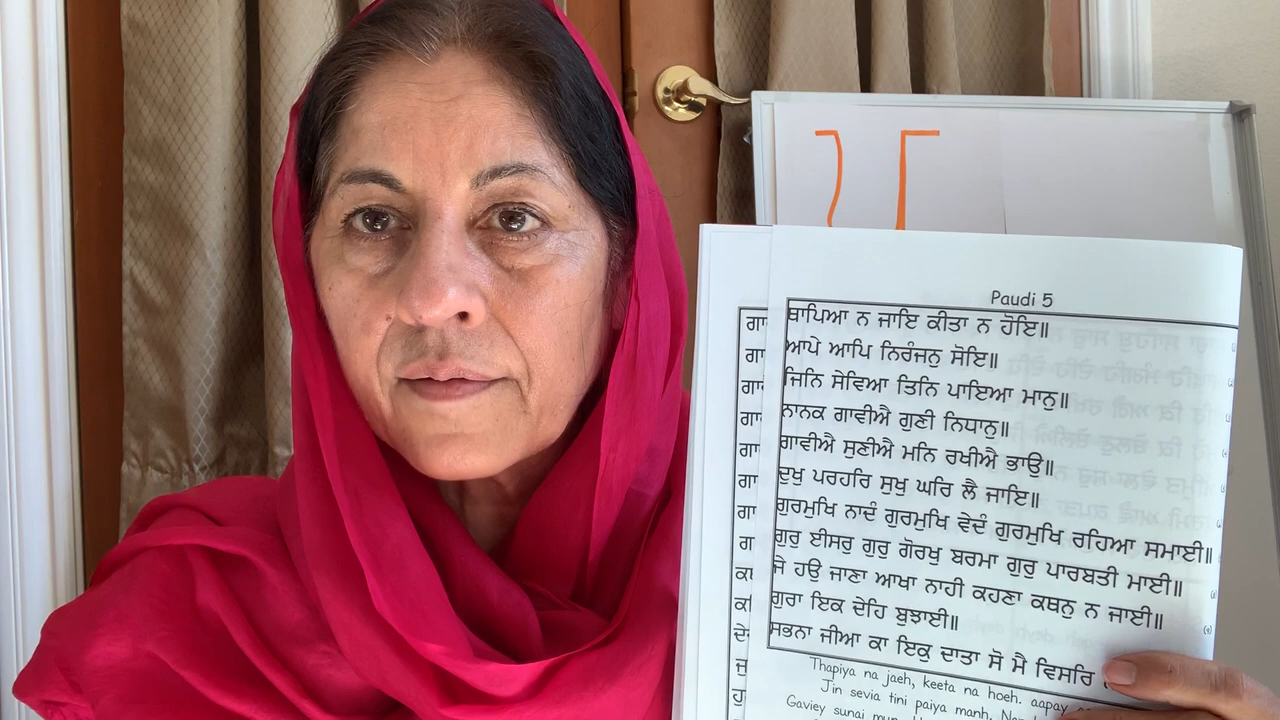 Paudi 5
ਥਾਪਿਆ ਨ ਜਾਇ ਕੀਤਾ ਨ ਹੋਇ॥
ਆਪੇ ਆਪਿ ਨਿਰੰਜਨੁ ਸੋਇ॥
ਜਿਨਿ ਸੇਵਿਆ ਤਿਨਿ ਪਾਇਆ ਮਾਨੁ॥
ਨਾਨਕ ਗਾਵੀਐ ਗੁਣੀ ਨਿਧਾਨੁ॥
ਗਾਵੀਐ ਸੁਣੀਐ ਮਨਿ ਰਖੀਐ ਭਾਉ॥
ਦੁਖੁ ਪਰਹਰਿ ਸੁਖੁ ਘਰਿ ਲੈ ਜਾਇ॥
ਗੁਰਮੁਖਿ ਨਾਦੰ ਗੁਰਮੁਖਿ ਵੇਦੰ ਗੁਰਮੁਖਿ ਰਹਿਆ ਸਮਾਈ॥
ਗੁਰੁ ਈਸਰੁ ਗੁਰੁ ਗੋਰਖੁ ਬਰਮਾ ਗੁਰੁ ਪਾਰਬਤੀ ਮਾਈ॥
ਜੇ ਹਉ ਜਾਣਾ ਆਖਾ ਨਾਹੀ ਕਹਣਾ ਕਥਨੁ ਨ ਜਾਈ॥
ਗੁਰਾ ਇਕ ਦੇਹਿ ਬੁਝਾਈ॥
ਸਭਨਾ ਜੀਆ ਕਾ ਇਕੁ ਦਾਤਾ ਸੋ ਮੈ ਵਿਸਰਿ
Thapiya na jaeh, keeta na hoeh. aapay
Jin sevia tini paiya manh.
Gaviey sunai